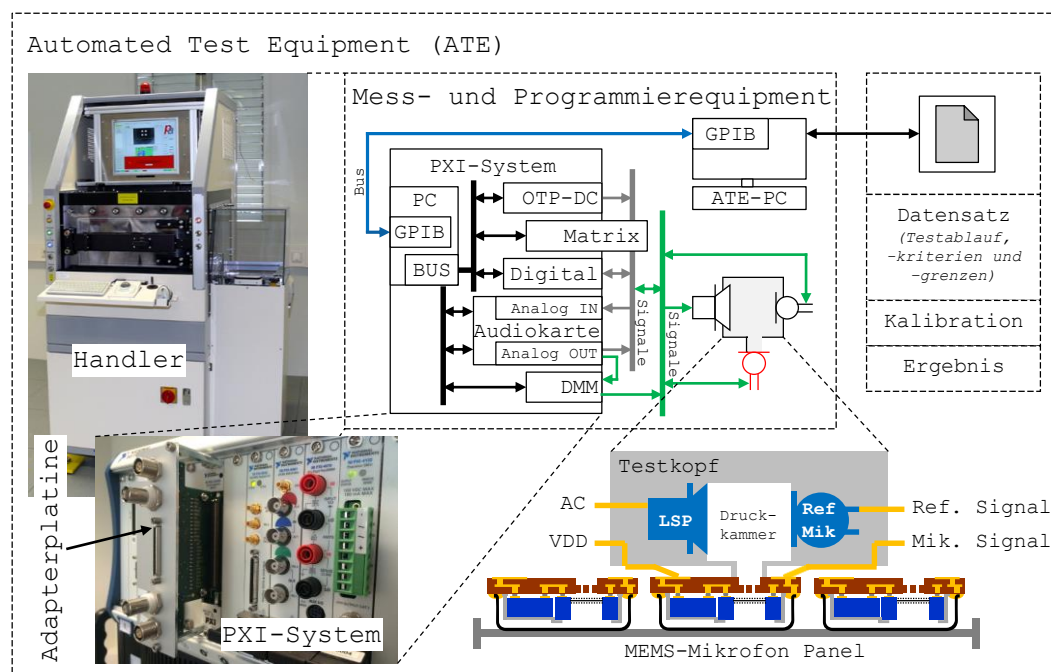 Automated Test Equipment (ATE)
Handler
Mess- und Programmierequipment
Bus
PXI-System
PC
GPIB
BUS
OTP-DC
Matrix
Digital
Analog IN
Audiokarte
Analog OUT
DMM
Signale
Signale
GPIB
ATE-PC
Datensatz
(Testablauf,
-kriterien und
-grenzen)
Kalibration
Ergebnis
Adapterplatine
PXI-System
Testkopf
AC
VDD
LSP
Druck-
kammer
Ref
Mik
Ref. Signal
Mik. Signal
MEMS-Mikrofon Panel